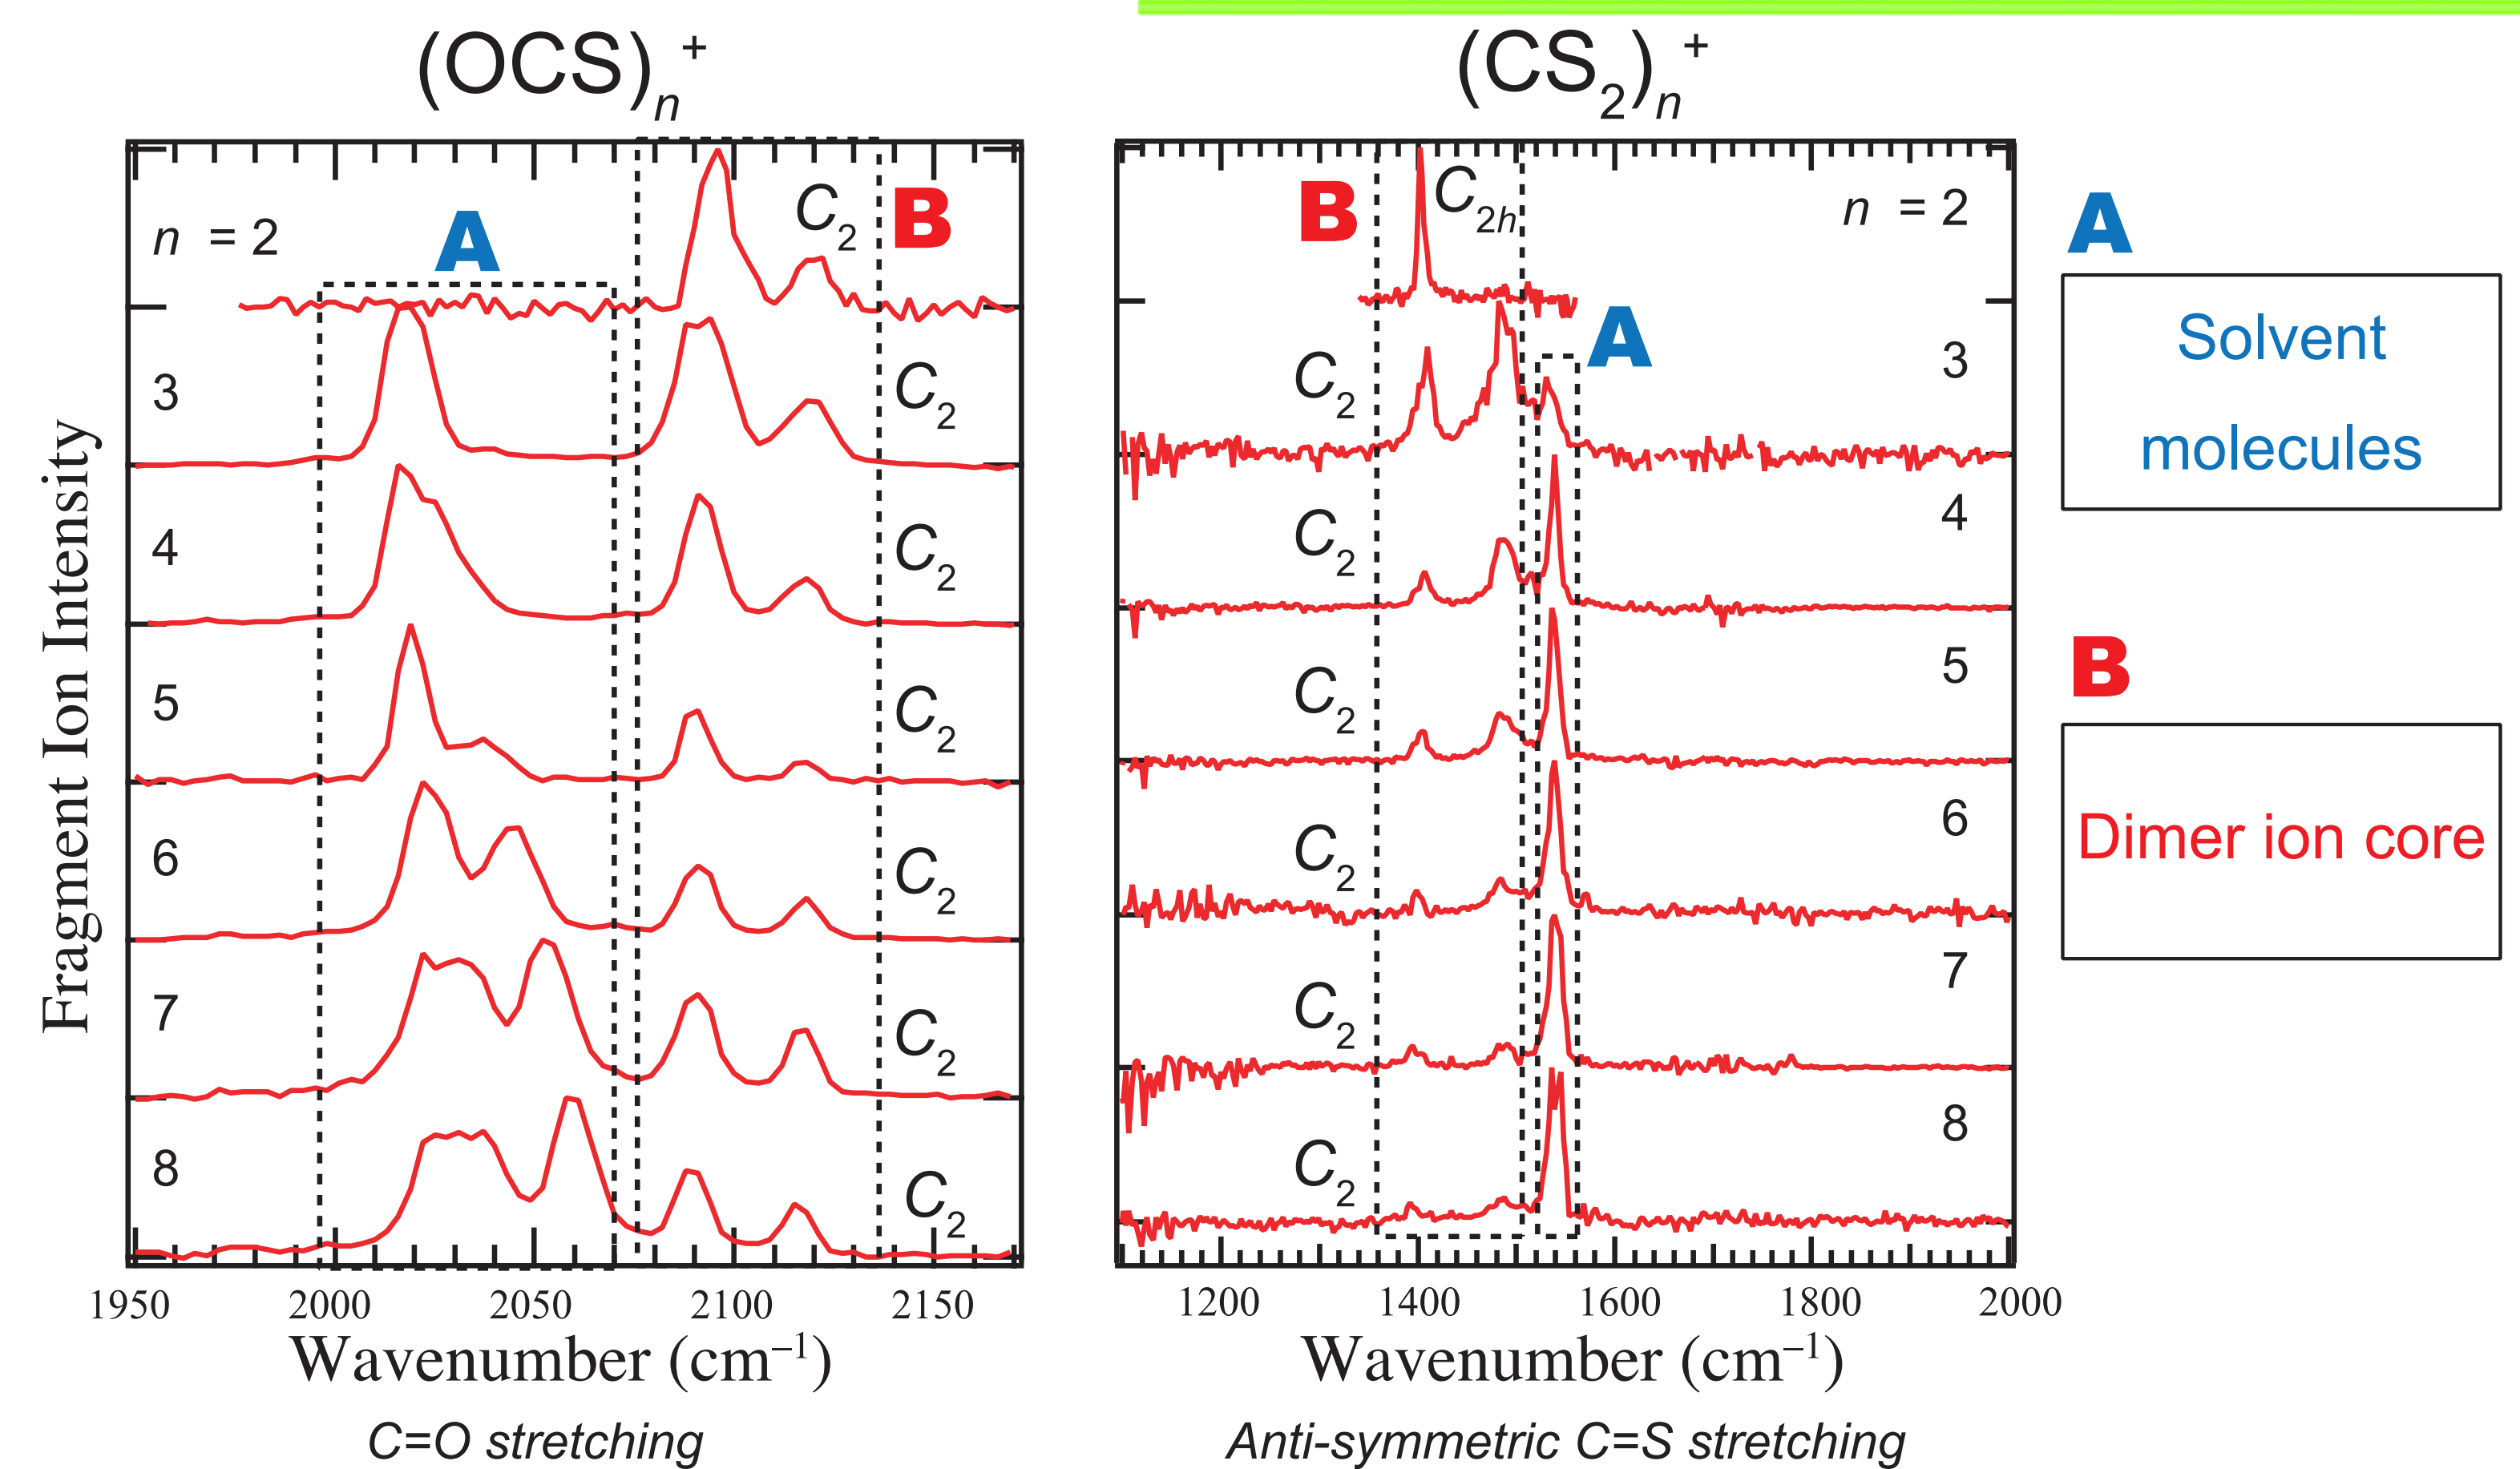 (OCS)n+
(CS2)n+
Fragment Ion Intensity
n = 2
A
C2
B
3
C2
4
C2
5
C2
6
C2
7
C2
8
C2
1950 2000 2050 2100 2150
Wavenumber (cm–1)
C=O stretching
B
C2h
n = 2
A
C2
3
C2
4
C2
5
C2
6
C2
7
C2
8
1200 1400 1600 1800 2000
Wavenumber (cm–1)
Anti-symmetric C=S stretching
A
Solvent
molecules
B
Dimer ion core